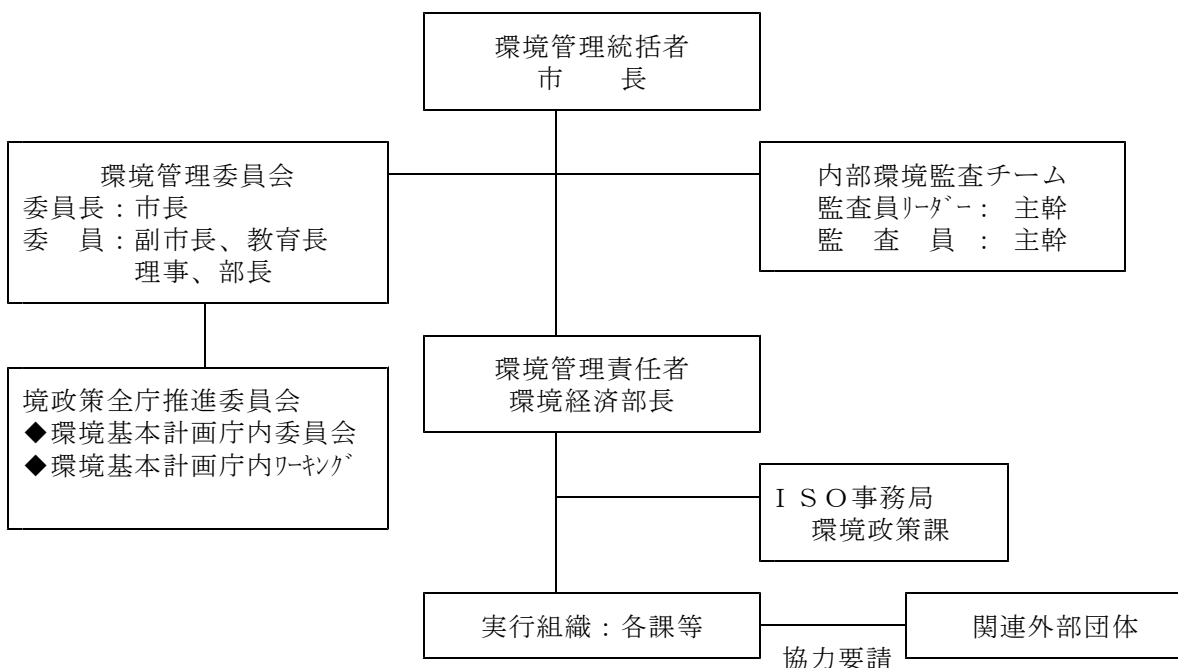 環境管理統括者
市　　長
環境管理委員会
委員長：市長
委　員：副市長、教育長
理事、部長
内部環境監査チーム
監査員ﾘｰﾀﾞｰ：　主幹
監　査　員　：　主幹
境政策全庁推進委員会
◆環境基本計画庁内委員会
◆環境基本計画庁内ﾜｰｷﾝｸﾞ
環境管理責任者
環境経済部長
ＩＳＯ事務局
環境政策課
実行組織：各課等
協力要請
関連外部団体